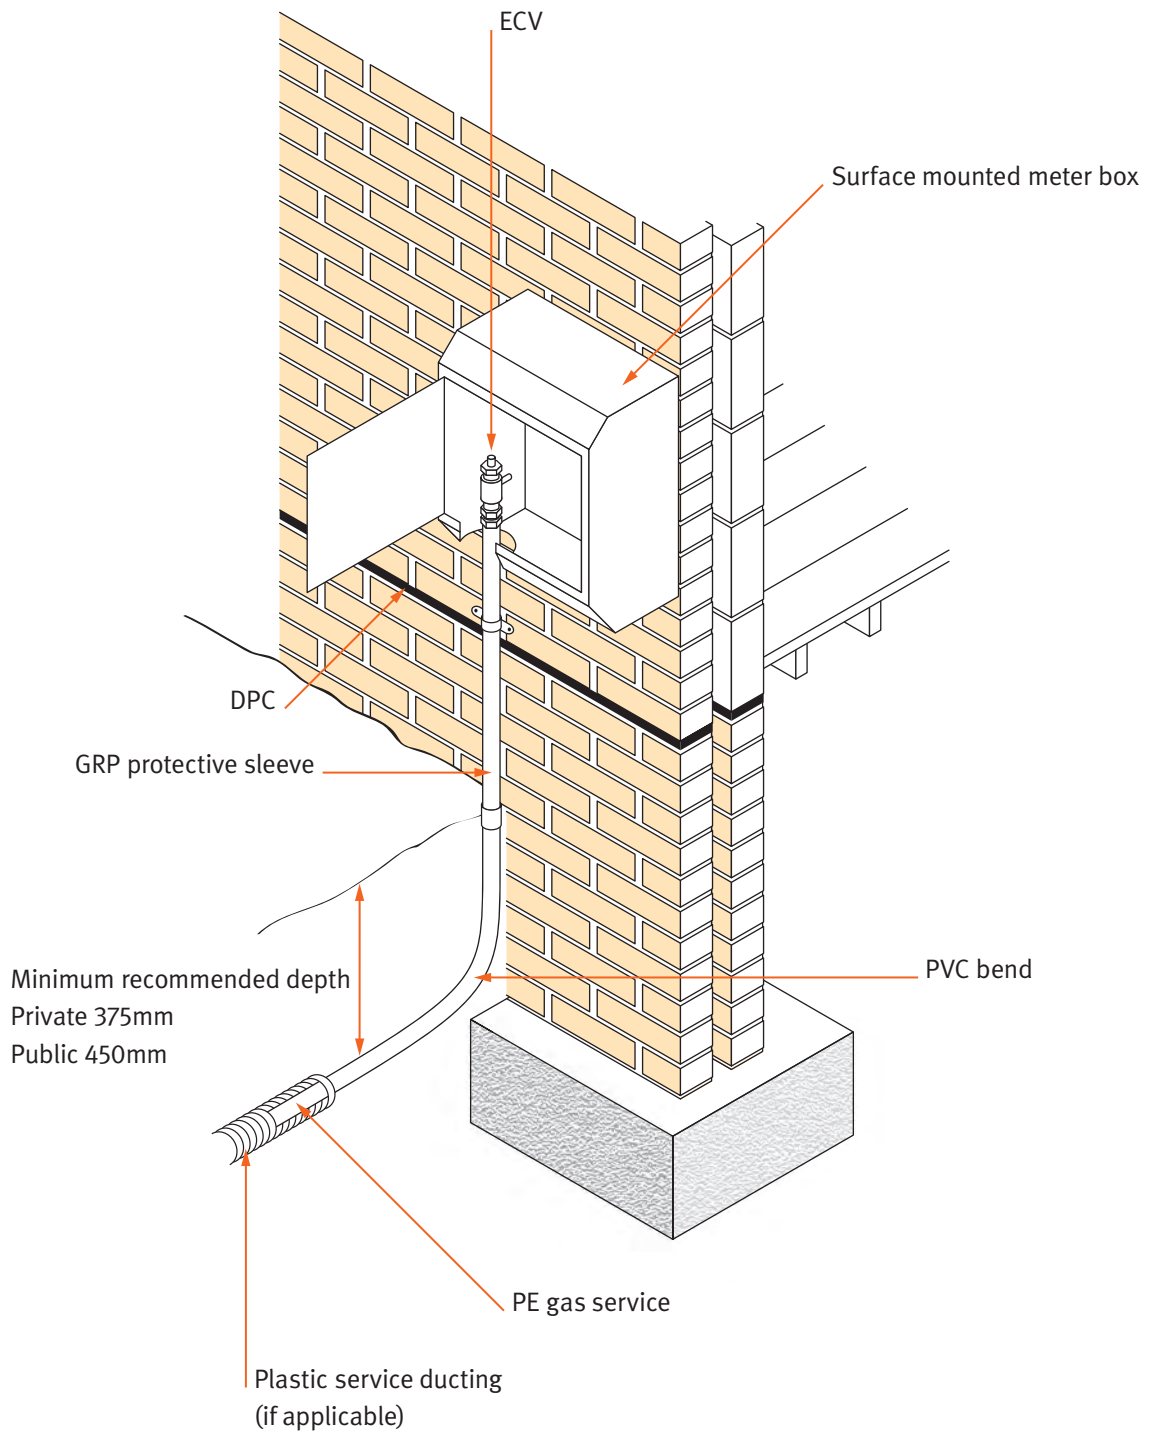 ECV
Surface mounted meter box
DPC
GRP protective sleeve
Minimum recommended depth
Private 375mm
Public 450mm
PVC bend
PE gas service
Plastic service ducting
(if applicable)